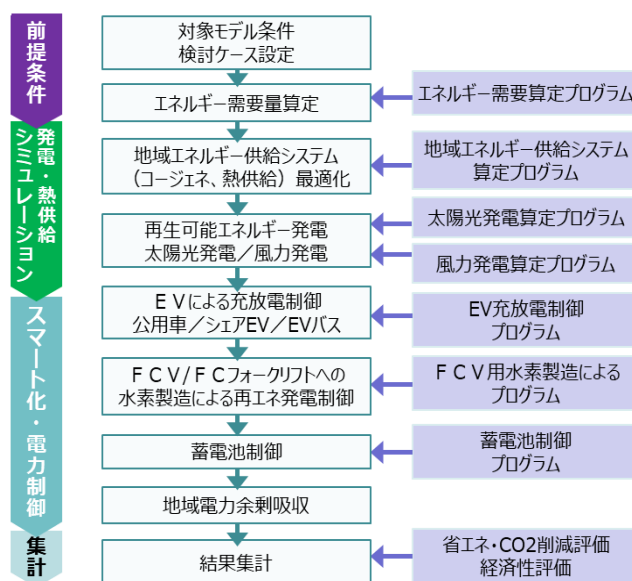 前提条件
発電・熱供給
シミュレーション
スマート化・電力制御
集計
対象モデル条件
検討ケース設定
エネルギー需要量算定
地域エネルギー供給システム
(コージェネ、熱供給)最適化
再生可能エネルギー発電
太陽光発電/風力発電
EVによる充放電制御
公用車/シェアEV/EVバス
FCV/FCフォークリフトへの
水素製造による再エネ発電制御
蓄電池制御
地域電力余剰吸収
結果集計
エネルギー需要算定プログラム
地域エネルギー供給システム
算定プログラム
太陽光発電算定プログラム
風力発電算定プログラム
EV充放電制御
プログラム
FCV用水素製造による
プログラム
蓄電池制御
プログラム
省エネ・CO2削減評価
経済性評価